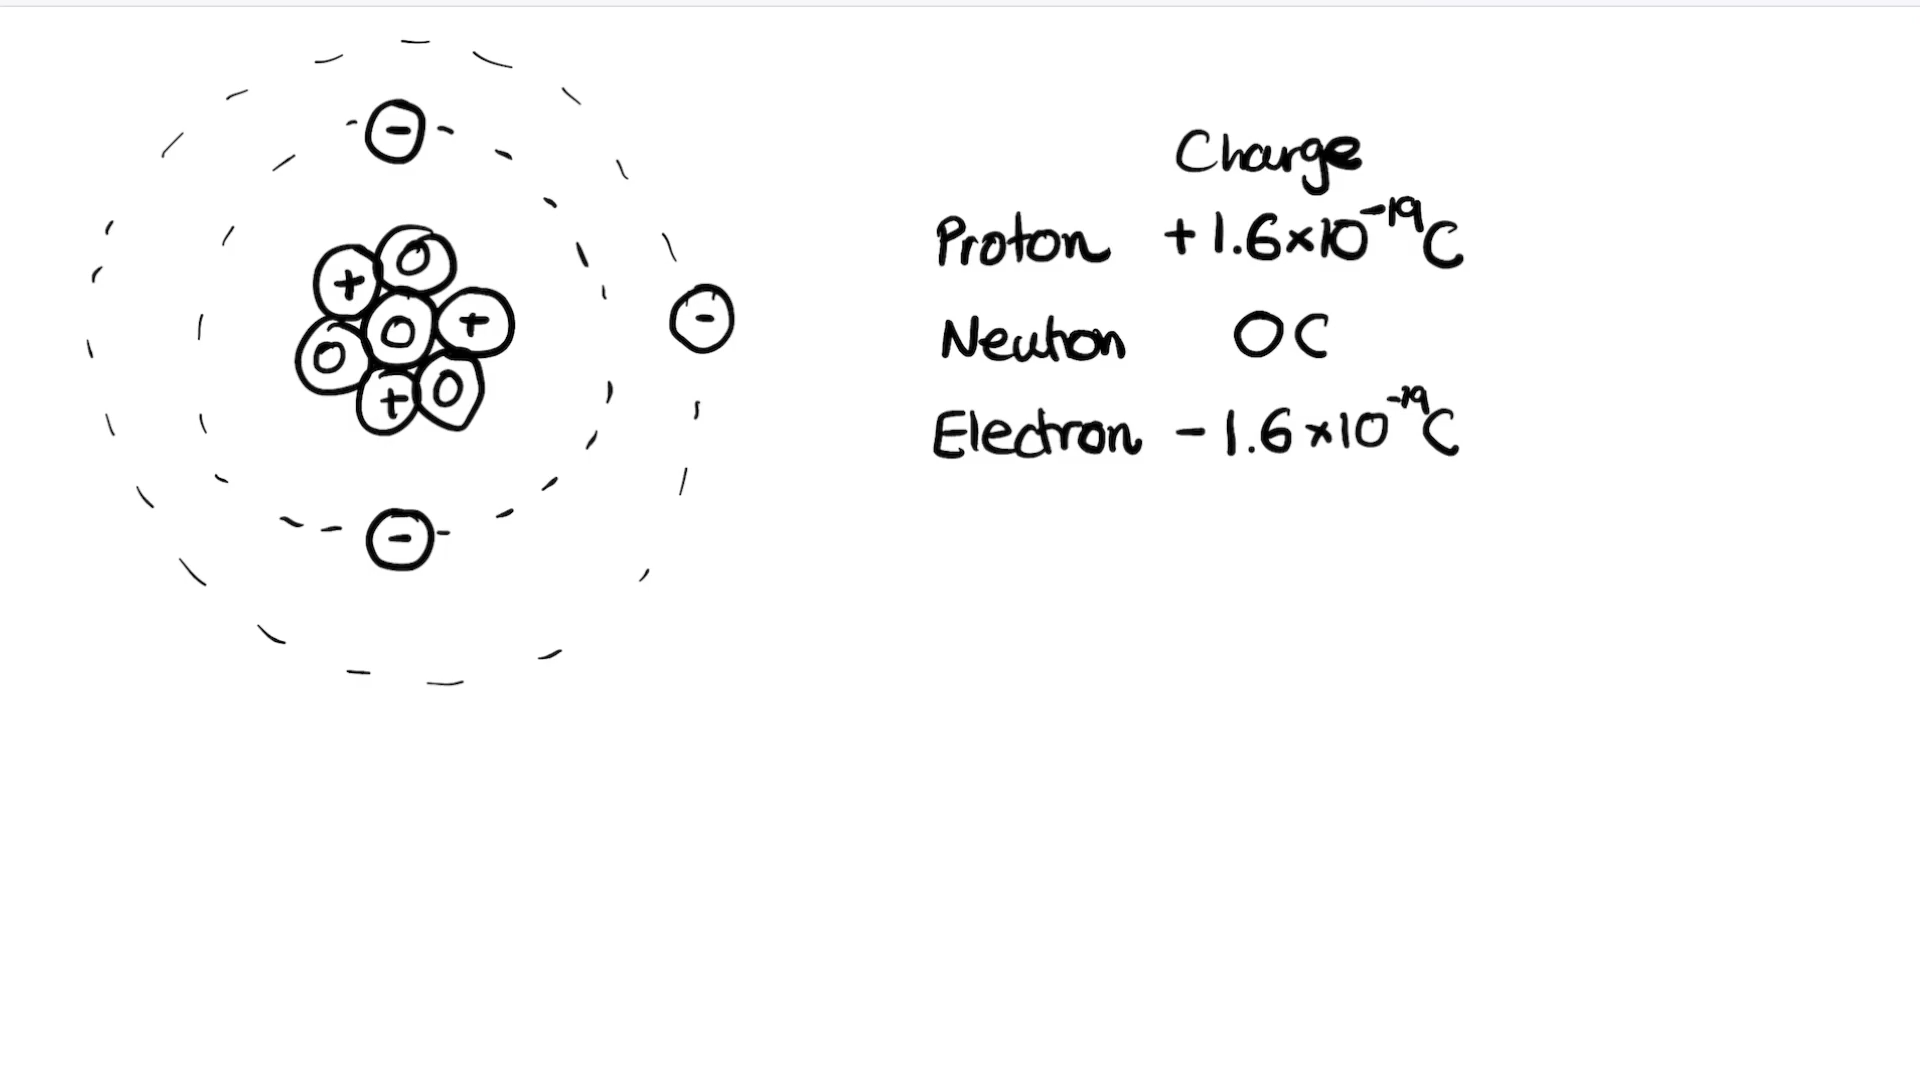 -
+ O
O + -
O
+ O
-
Charge
Proton +1.6×10⁻¹⁹C
Neutron 0C
Electron -1.6×10⁻¹⁹C